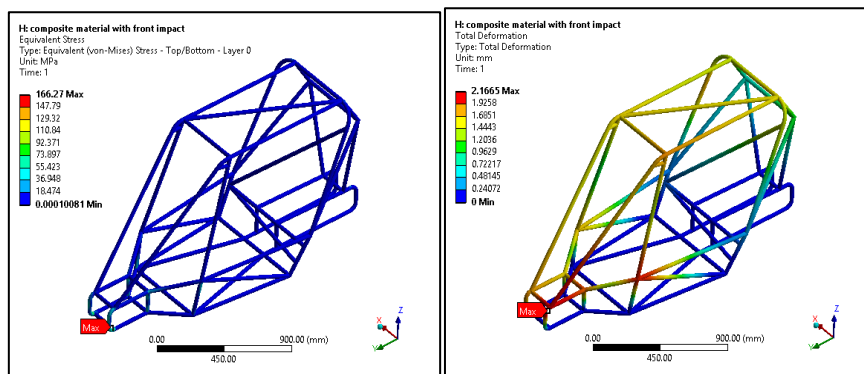 H: composite material with front impact
Equivalent Stress
Type: Equivalent (von-Mises) Stress - Top/Bottom - Layer 0
Unit: MPa
Time: 1
166.27 Max
147.79
129.32
110.84
92.371
73.897
55.423
36.948
18.474
0.00010081 Min
Max
0.00
900.00 (mm)
450.00
X
Y
Z
H: composite material with front impact
Total Deformation
Type: Total Deformation
Unit: mm
Time: 1
2.1665 Max
1.9258
1.6851
1.4443
1.2036
0.9629
0.72217
0.48145
0.24072
0 Min
Max
0.00
900.00 (mm)
450.00
X
Y
Z